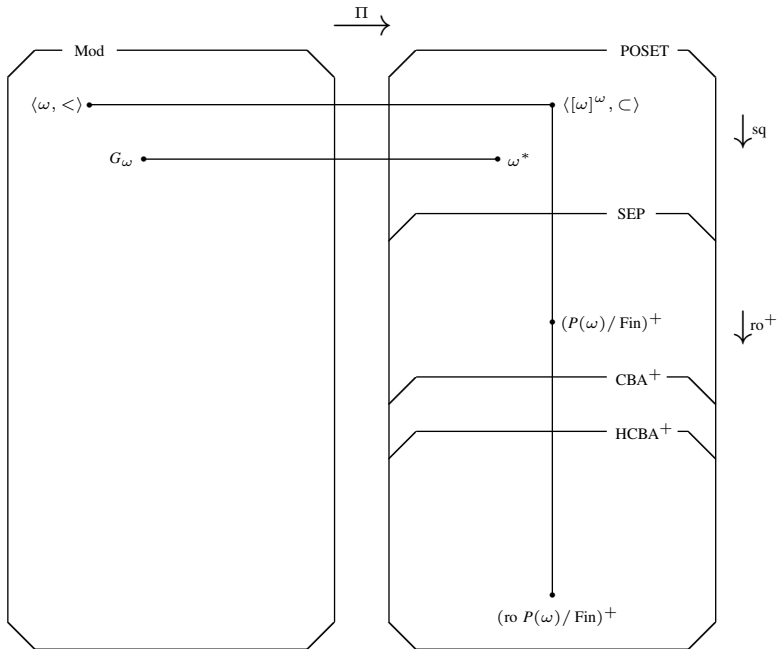 Π
Mod POSET
⟨ω, <⟩ ⟨[ω]^ω, ⊂⟩
sq
G_ω ω*
SEP
(P(ω)/ Fin)⁺ ro⁺
CBA⁺
HCBA⁺
(ro P(ω)/ Fin)⁺